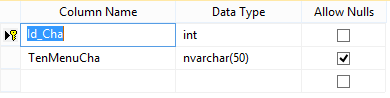 Column Name Data Type Allow Nulls
Id_Cha int
TenMenuCha nvarchar(50)